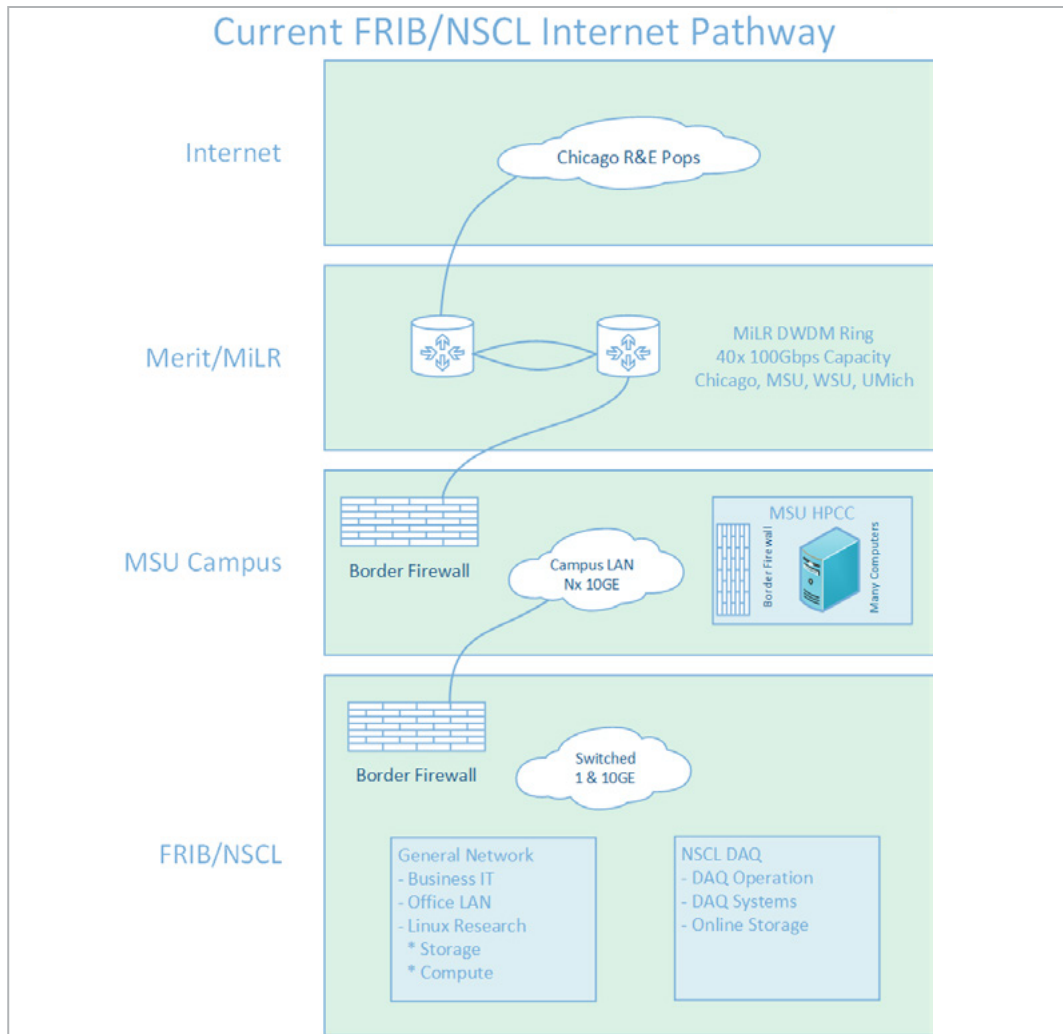 Current FRIB/NSCL Internet Pathway
Internet
Chicago R&E Pops
Merit/MiLR
MiLR DWDM Ring
40x 100Gbps Capacity
Chicago, MSU, WSU, UMich
MSU Campus
Border Firewall
Campus LAN
Nx 10GE
MSU HPCC
Border Firewall
Many Computers
FRIB/NSCL
Border Firewall
Switched
1 & 10GE
General Network
- Business IT
- Office LAN
- Linux Research
* Storage
* Compute
NSCL DAQ
- DAQ Operation
- DAQ Systems
- Online Storage